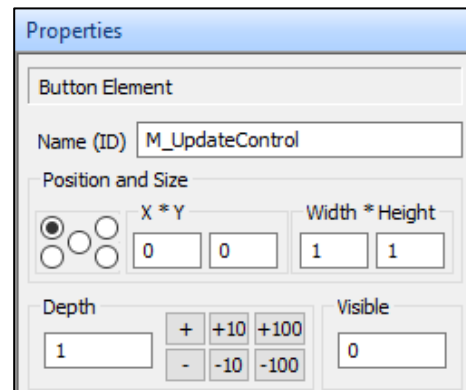 Properties
Button Element
Name (ID) M_UpdateControl
Position and Size
X * Y Width * Height
0 0 1 1
Depth Visible
+ +10 +100
1 0
- -10 -100